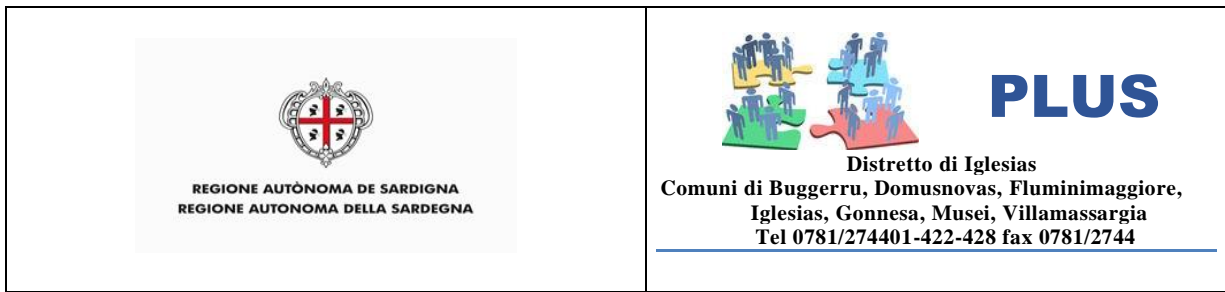 REGIONE AUTÒNOMA DE SARDIGNA
REGIONE AUTONOMA DELLA SARDEGNA
PLUS
Distretto di Iglesias
Comuni di Buggerru, Domusnovas, Fluminimaggiore,
Iglesias, Gonnesa, Musei, Villamassargia
Tel 0781/274401-422-428 fax 0781/2744